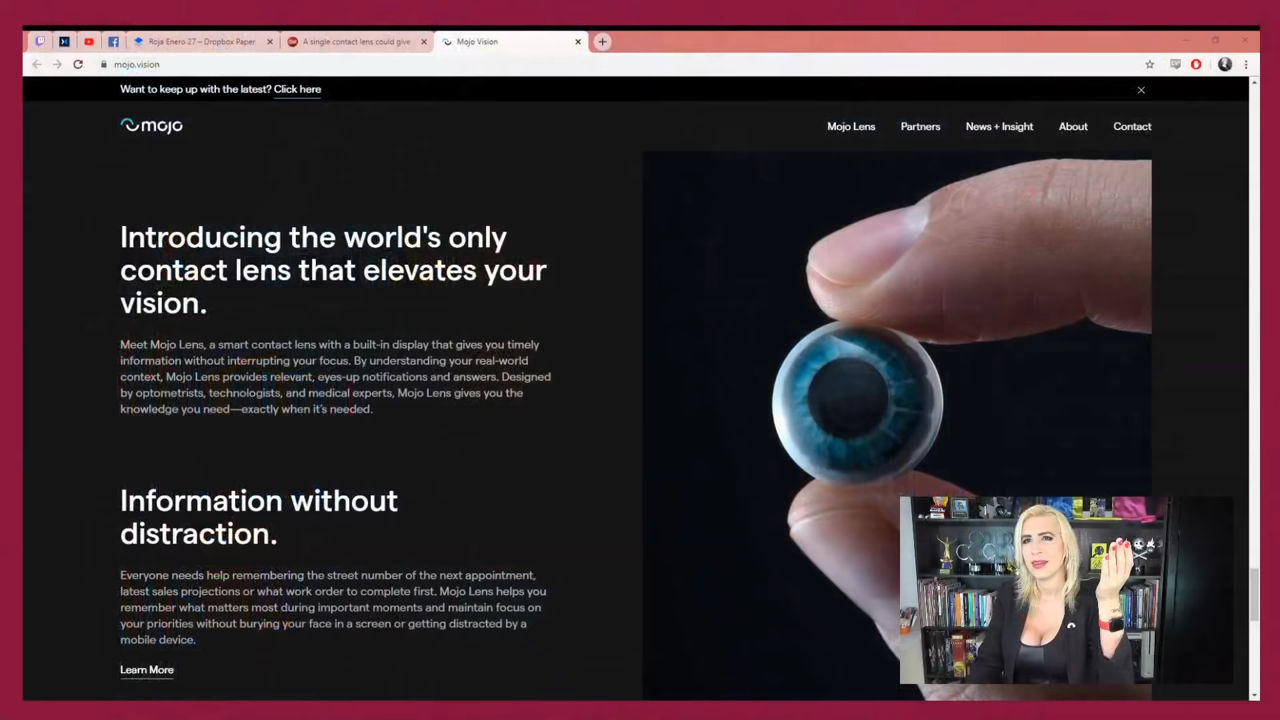 Roja Enero 27 – Dropbox Paper
A single contact lens could give
Mojo Vision
mojo.vision
Want to keep up with the latest? Click here
mojo
Mojo Lens
Partners
News + Insight
About
Contact
Introducing the world's only
contact lens that elevates your
vision.
Meet Mojo Lens, a smart contact lens with a built-in display that gives you timely
information without interrupting your focus. By understanding your real-world
context, Mojo Lens provides relevant, eyes-up notifications and answers. Designed
by optometrists, technologists, and medical experts, Mojo Lens gives you the
knowledge you need—exactly when it's needed.
Information without
distraction.
Everyone needs help remembering the street number of the next appointment,
latest sales projections or what work order to complete first. Mojo Lens helps you
remember what matters most during important moments and maintain focus on
your priorities without burying your face in a screen or getting distracted by a
mobile device.
Learn More